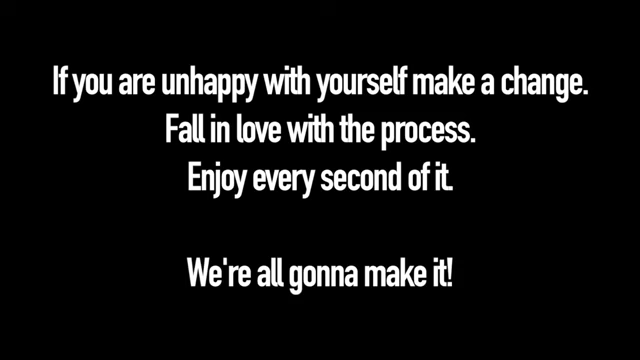 If you are unhappy with yourself make a change.
Fall in love with the process.
Enjoy every second of it.
We're all gonna make it!